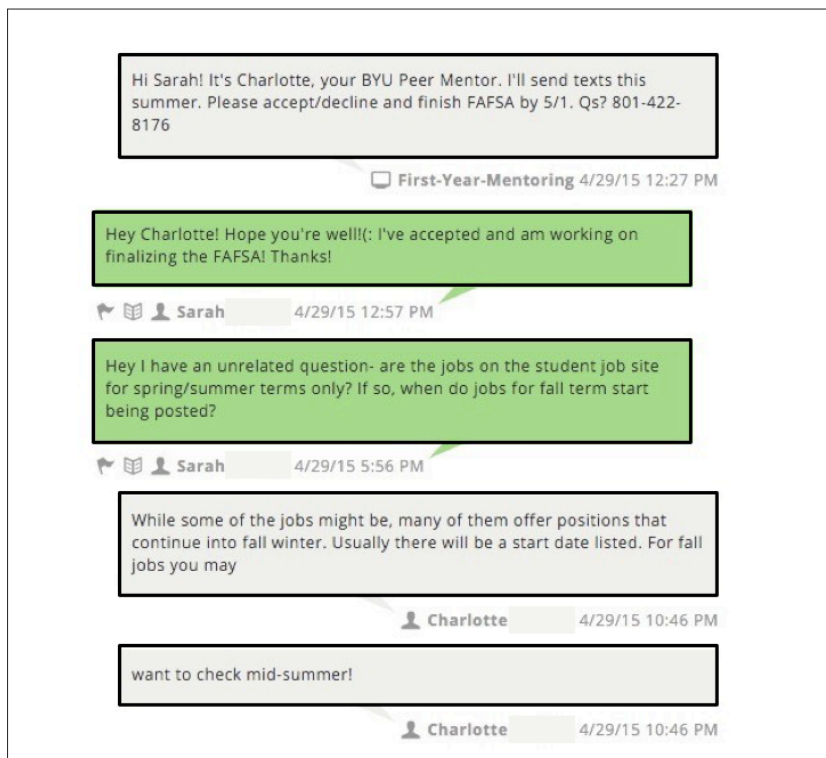 Hi Sarah! It's Charlotte, your BYU Peer Mentor. I'll send texts this
summer. Please accept/decline and finish FAFSA by 5/1. Qs? 801-422-
8176
First-Year-Mentoring 4/29/15 12:27 PM
Hey Charlotte! Hope you're well!(: I've accepted and am working on
finalizing the FAFSA! Thanks!
Sarah 4/29/15 12:57 PM
Hey I have an unrelated question- are the jobs on the student job site
for spring/summer terms only? If so, when do jobs for fall term start
being posted?
Sarah 4/29/15 5:56 PM
While some of the jobs might be, many of them offer positions that
continue into fall winter. Usually there will be a start date listed. For fall
jobs you may
Charlotte 4/29/15 10:46 PM
want to check mid-summer!
Charlotte 4/29/15 10:46 PM